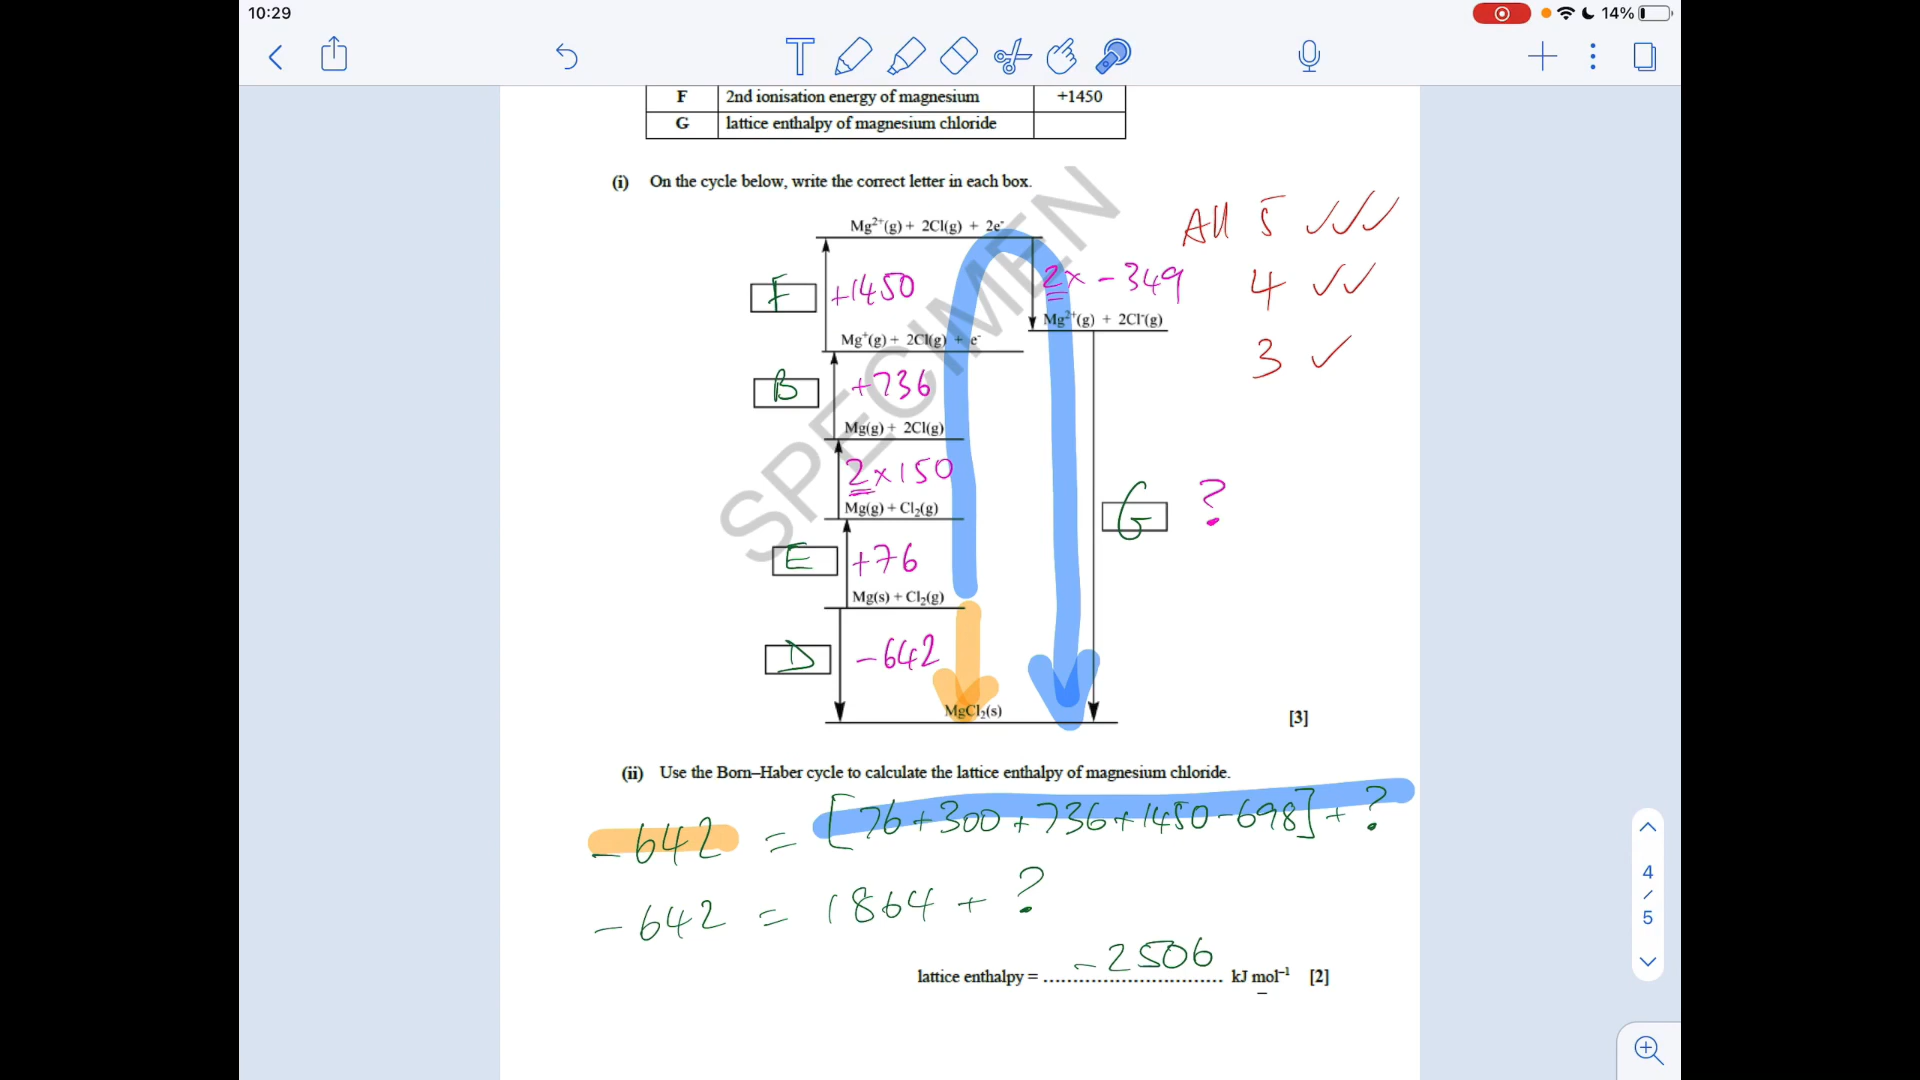 10:29
14%
F 2nd ionisation energy of magnesium +1450
G lattice enthalpy of magnesium chloride
(i) On the cycle below, write the correct letter in each box.
SPECIMEN
Mg²⁺(g) + 2Cl(g) + 2e⁻
All 5 ✓✓✓
F +1450
2x -349
4 ✓✓
Mg²⁺(g) + 2Cl⁻(g)
Mg⁺(g) + 2Cl(g) + e⁻
3 ✓
B +736
Mg(g) + 2Cl(g)
2x150
G ?
Mg(g) + Cl₂(g)
E +76
Mg(s) + Cl₂(g)
D -642
MgCl₂(s)
[3]
(ii) Use the Born–Haber cycle to calculate the lattice enthalpy of magnesium chloride.
-642 = [76+300+736+1450-698] + ?
-642 = 1864 + ?
lattice enthalpy = -2506 kJ mol⁻¹ [2]
4
/
5